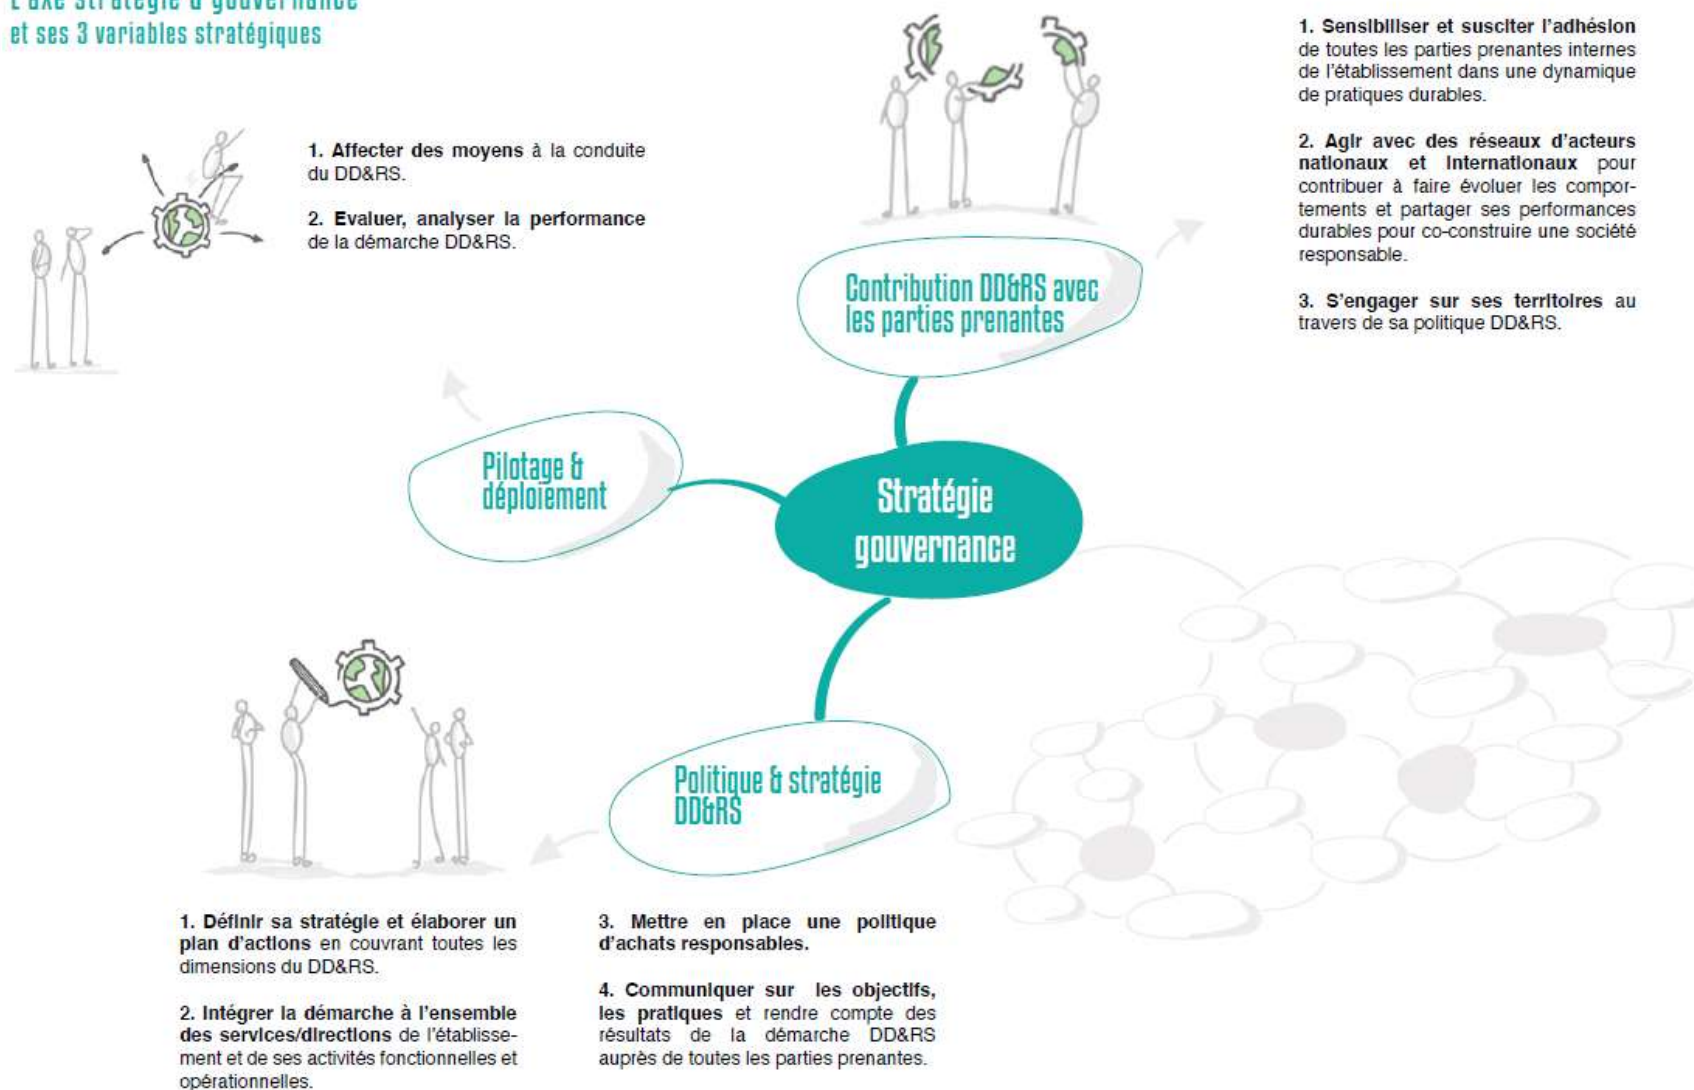 L'axe stratégie & gouvernance
et ses 3 variables stratégiques
1. Affecter des moyens à la conduite
du DD&RS.
2. Evaluer, analyser la performance
de la démarche DD&RS.
1. Sensibiliser et susciter l'adhésion
de toutes les parties prenantes internes
de l'établissement dans une dynamique
de pratiques durables.
2. Agir avec des réseaux d'acteurs
nationaux et internationaux pour
contribuer à faire évoluer les compor-
tements et partager ses performances
durables pour co-construire une société
responsable.
3. S'engager sur ses territoires au
travers de sa politique DD&RS.
Contribution DD&RS avec
les parties prenantes
Pilotage &
déploiement
Stratégie
gouvernance
Politique & stratégie
DD&RS
1. Définir sa stratégie et élaborer un
plan d'actions en couvrant toutes les
dimensions du DD&RS.
2. Intégrer la démarche à l'ensemble
des services/directions de l'établisse-
ment et de ses activités fonctionnelles et
opérationnelles.
3. Mettre en place une politique
d'achats responsables.
4. Communiquer sur les objectifs,
les pratiques et rendre compte des
résultats de la démarche DD&RS
auprès de toutes les parties prenantes.